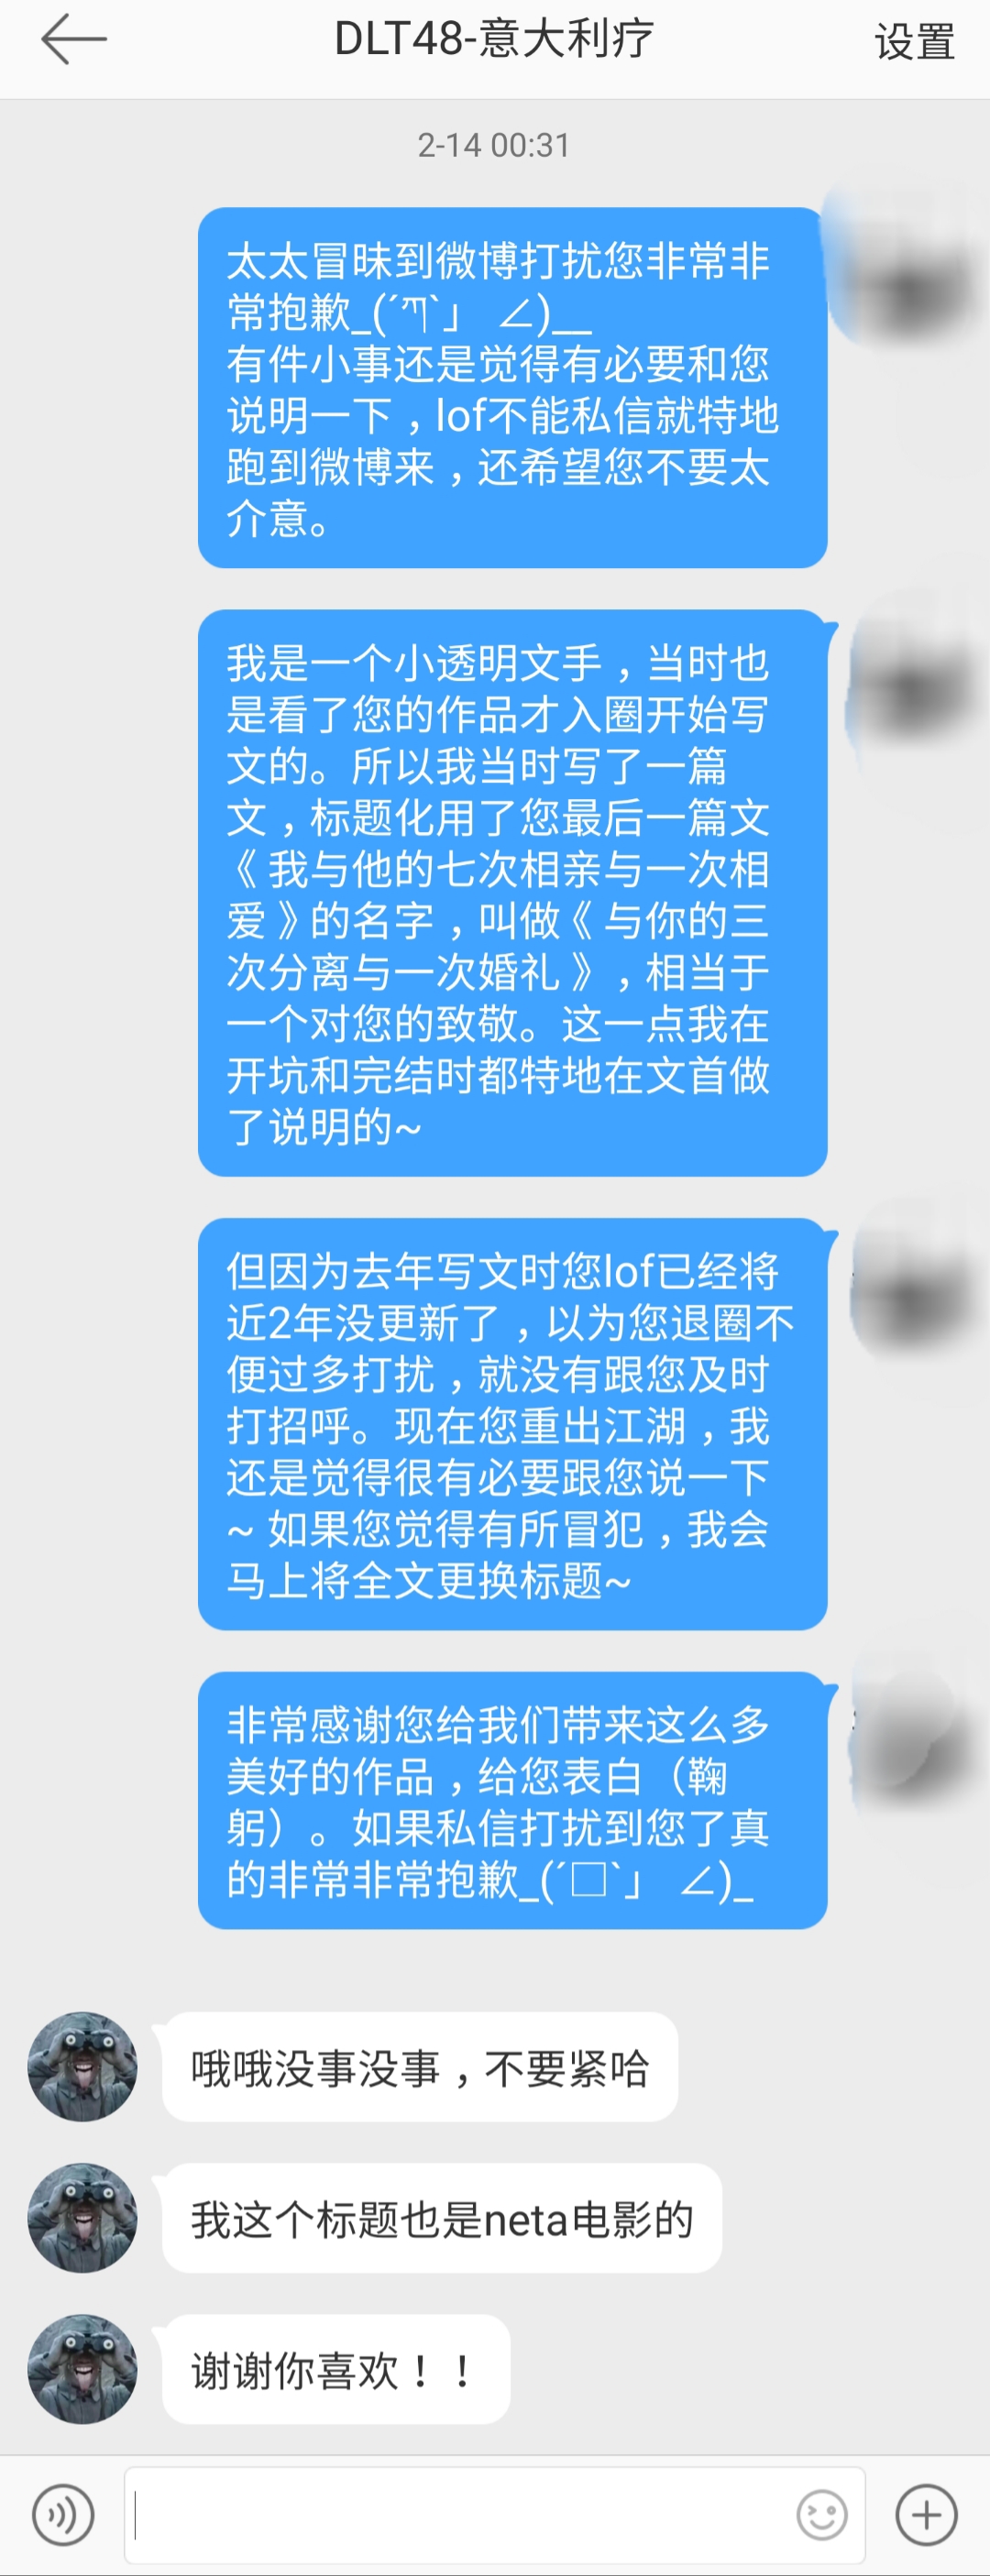 DLT48-意大利疗
设置
2-14 00:31
太太冒昧到微博打扰您非常非
常抱歉_(´ཀ`」 ∠)__
有件小事还是觉得有必要和您
说明一下，lof不能私信就特地
跑到微博来，还希望您不要太
介意。
我是一个小透明文手，当时也
是看了您的作品才入圈开始写
文的。所以我当时写了一篇
文，标题化用了您最后一篇文
《我与他的七次相亲与一次相
爱》的名字，叫做《与你的三
次分离与一次婚礼》，相当于
一个对您的致敬。这一点我在
开坑和完结时都特地在文首做
了说明的~
但因为去年写文时您lof已经将
近2年没更新了，以为您退圈不
便过多打扰，就没有跟您及时
打招呼。现在您重出江湖，我
还是觉得很有必要跟您说一下
~ 如果您觉得有所冒犯，我会
马上将全文更换标题~
非常感谢您给我们带来这么多
美好的作品，给您表白（鞠
躬）。如果私信打扰到您了真
的非常非常抱歉_(´□`」 ∠)_
哦哦没事没事，不要紧哈
我这个标题也是neta电影的
谢谢你喜欢！！